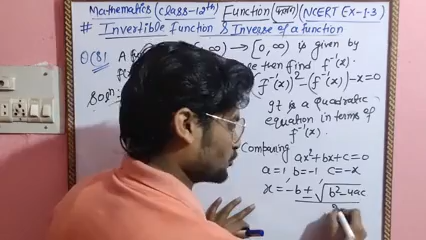 Mathematics (Class-12th) Function (फलन) (NCERT EX-1.3)
# Invertible function & Inverse of a function
Q(8) A ∞) → [0, ∞) is given by
then find f⁻¹(x)
Solⁿ: (f⁻¹(x))² - (f⁻¹(x)) - x = 0
It is a quadratic
equation in terms of
f⁻¹(x).
Comparing ax² + bx + c = 0
a = 1, b = -1, c = -x
x = -b ± √b² - 4ac